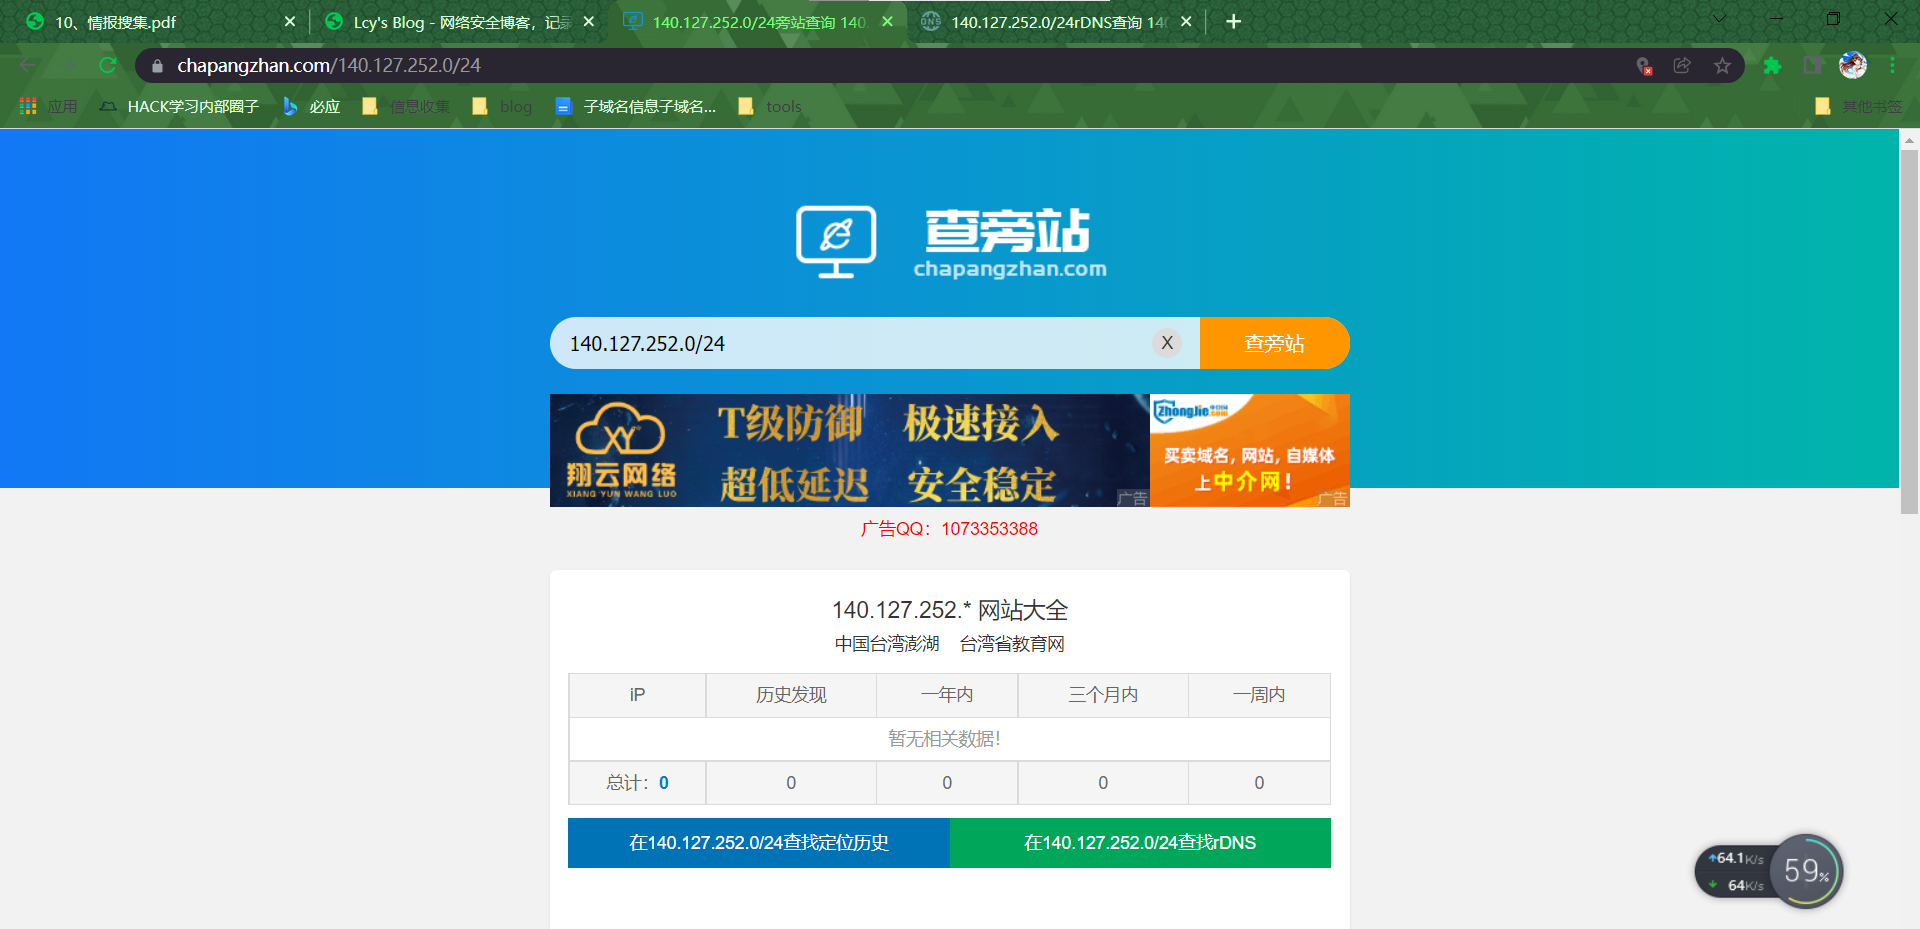 10、情报搜集.pdf
Lcy's Blog - 网络安全博客，记录
140.127.252.0/24旁站查询 140.
140.127.252.0/24rDNS查询 14
chapangzhan.com/140.127.252.0/24
应用
HACK学习内部圈子
必应
信息收集
blog
子域名信息子域名...
tools
其他书签
查旁站
chapangzhan.com
140.127.252.0/24
X
查旁站
XY
翔云网络
XIANG YUN WANG LUO
T级防御 极速接入
超低延迟 安全稳定
广告
ZhongJie
.com
买卖域名，网站，自媒体
上中介网！
广告
广告QQ：1073353388
140.127.252.* 网站大全
中国台湾澎湖 台湾省教育网
iP 历史发现 一年内 三个月内 一周内
暂无相关数据！
总计：0 0 0 0 0
在140.127.252.0/24查找定位历史
在140.127.252.0/24查找rDNS
64.1K/s
64K/s
59%